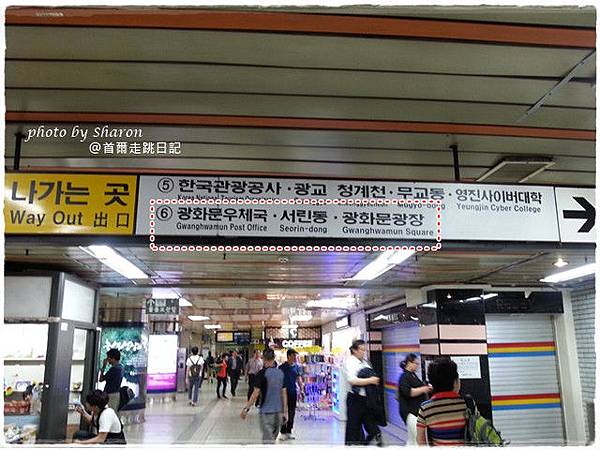 photo by Sharon
@首爾走跳日記
나가는 곳
Way Out 出口
⑤ 한국관광공사·광교 청계천·무교동·영진사이버대학
Mugyo-dong Yeungjin Cyber College
⑥ 광화문우체국·서린동·광화문광장
Gwanghwamun Post Office Seorin-dong Gwanghwamun Square
COFFEE